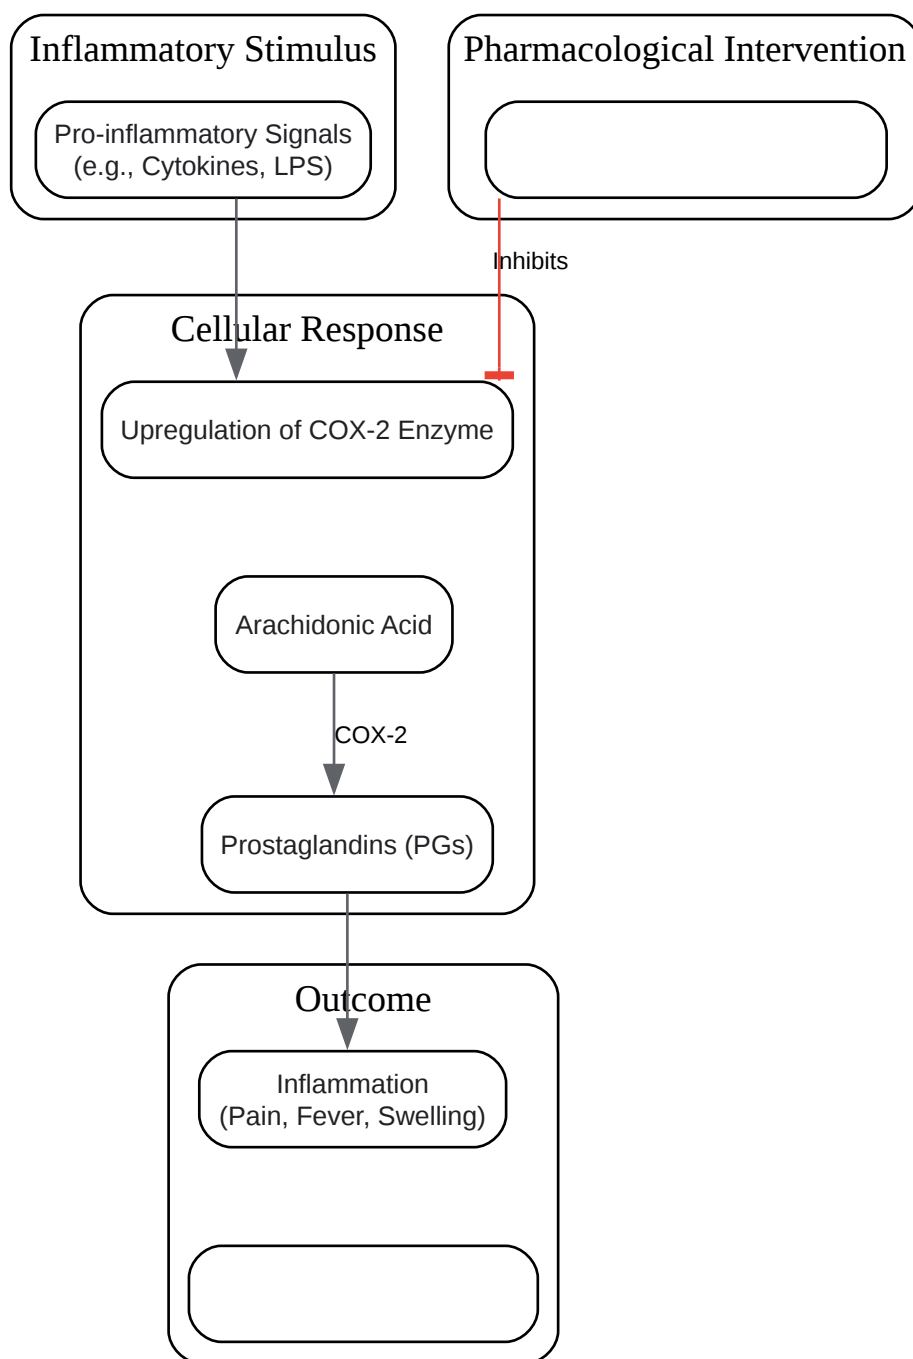 Inflammatory Stimulus
Pro-inflammatory Signals
(e.g., Cytokines, LPS)
Pharmacological Intervention
Inhibits
Cellular Response
Upregulation of COX-2 Enzyme
Arachidonic Acid
COX-2
Prostaglandins (PGs)
Outcome
Inflammation
(Pain, Fever, Swelling)